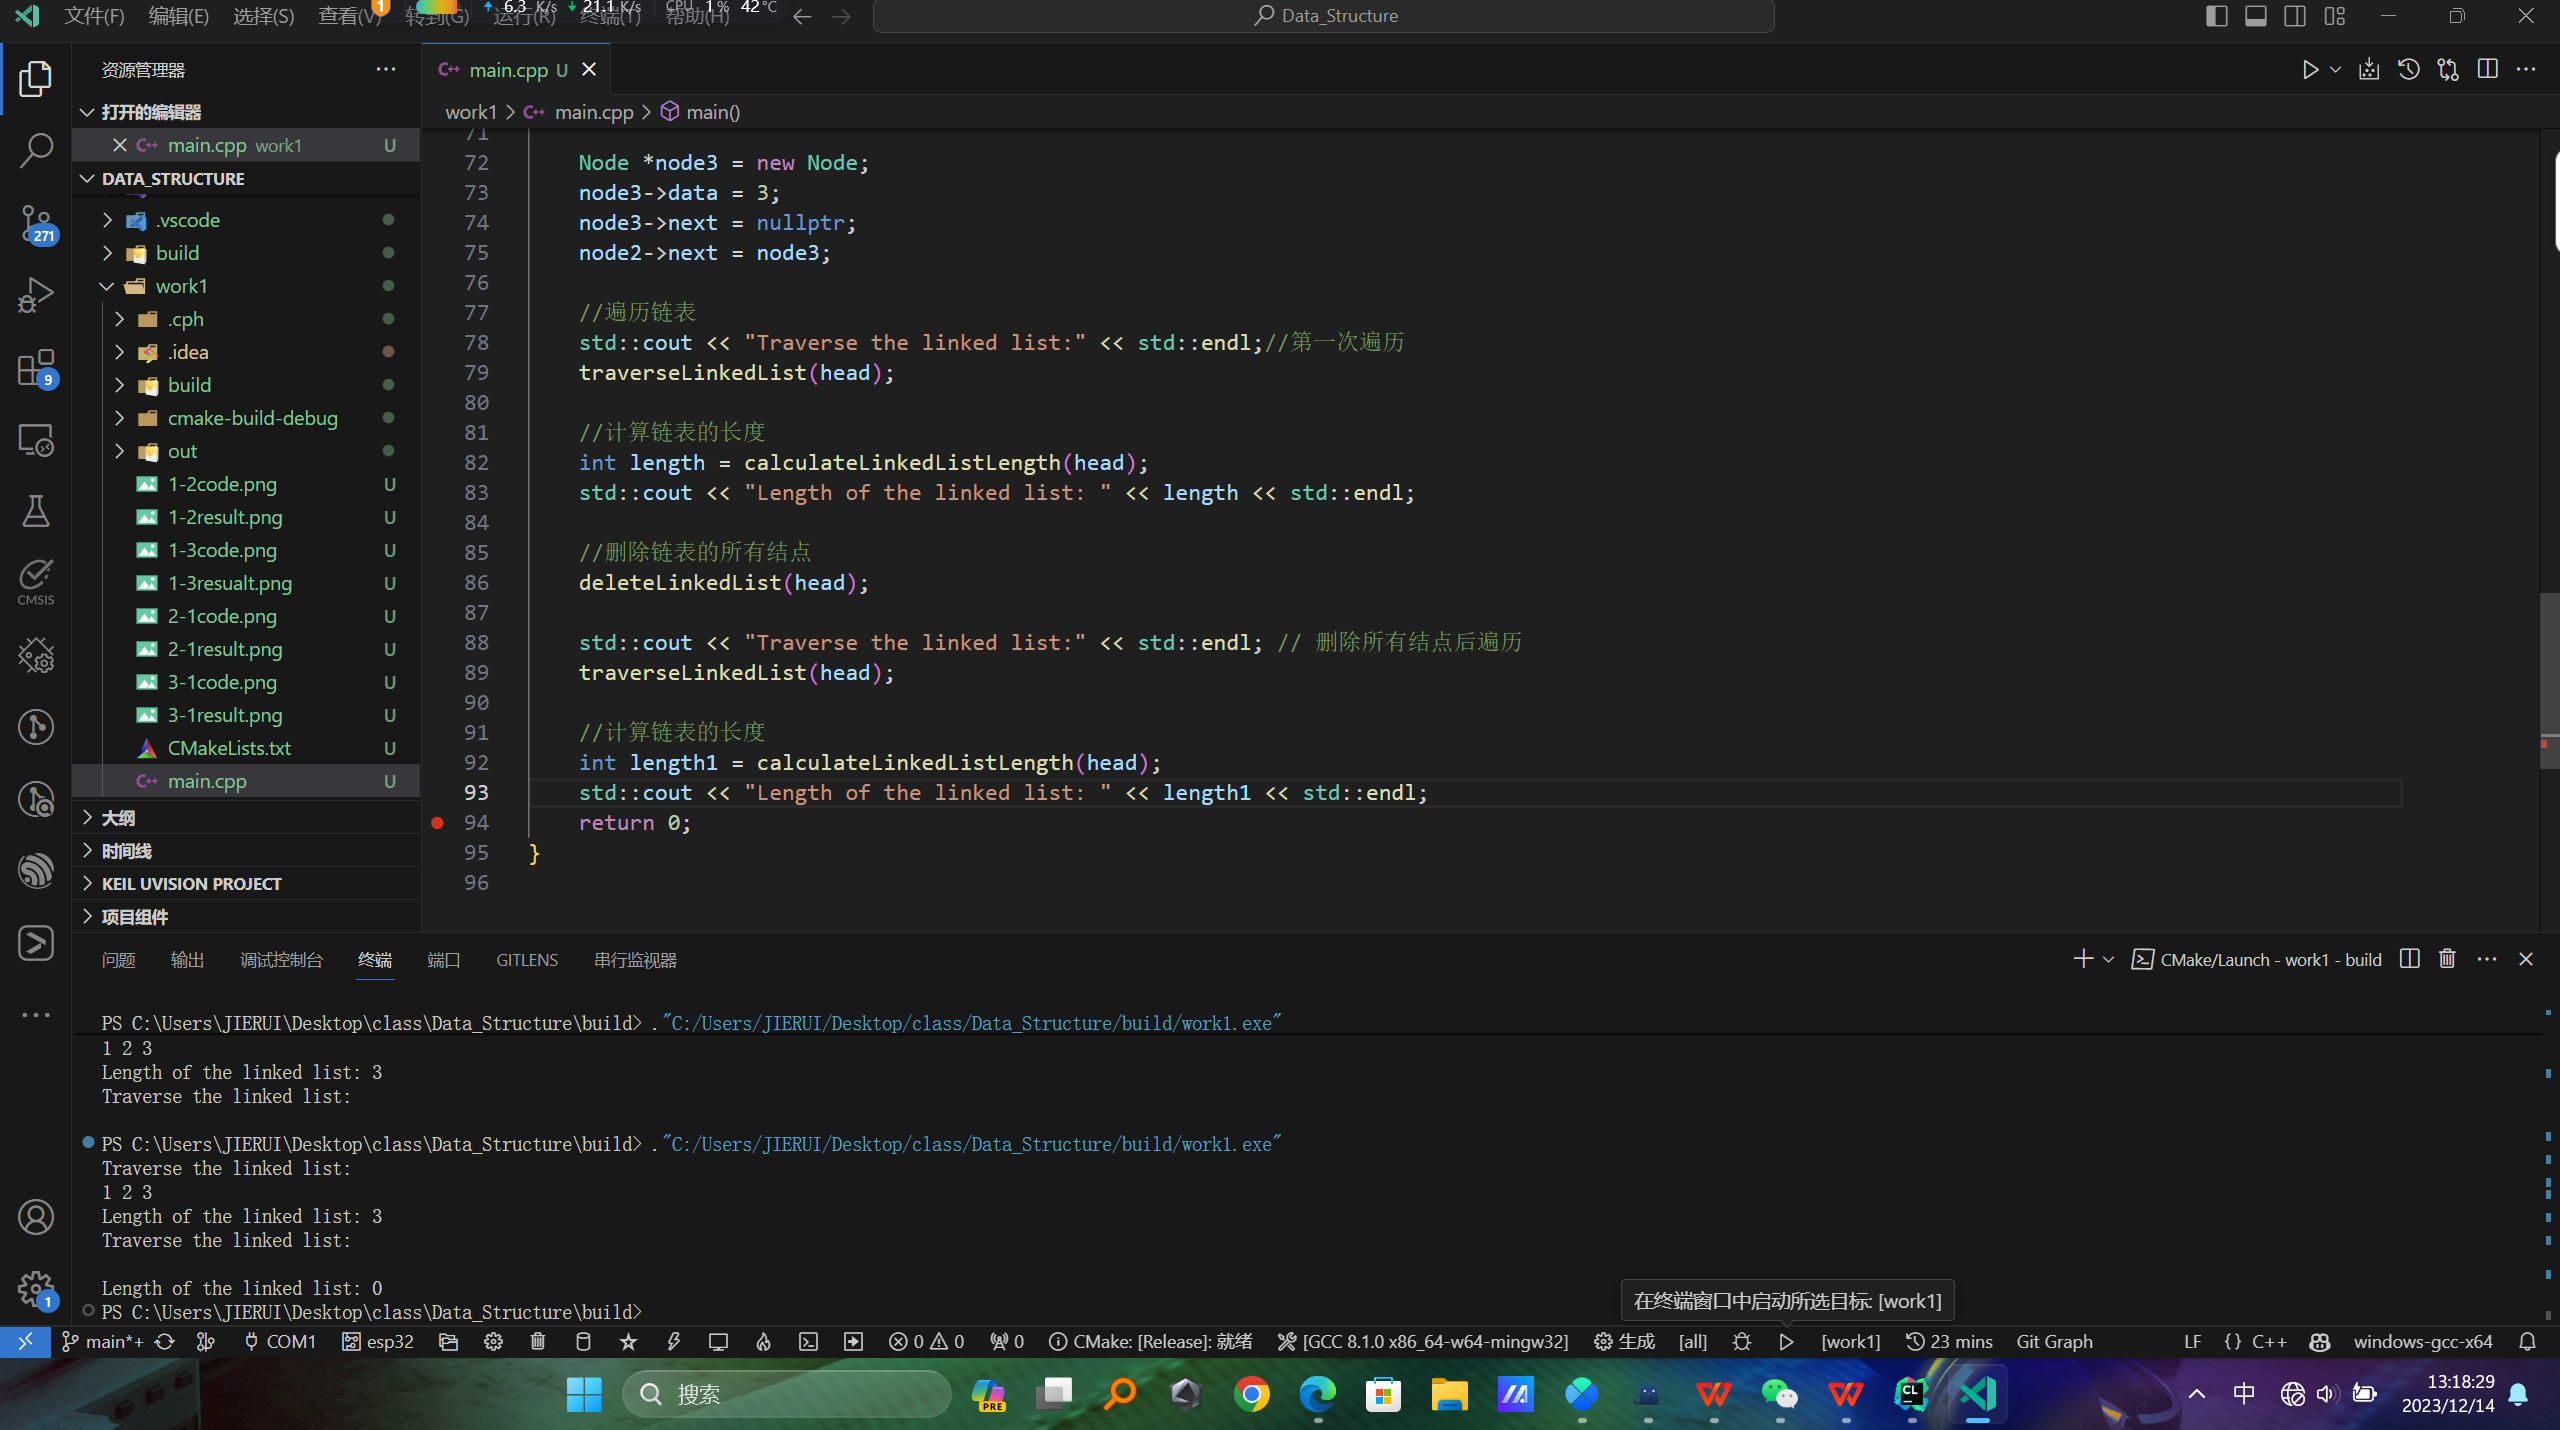 文件(F) 编辑(E) 选择(S) 查看(V) 转到(G) 运行(R) 终端(T) 帮助(H)
1 6.3 K/s 21.1 K/s CPU 1% 42℃
Data_Structure
资源管理器
打开的编辑器
main.cpp work1 U
DATA_STRUCTURE
.vscode
build
work1
.cph
.idea
build
cmake-build-debug
out
1-2code.png U
1-2result.png U
1-3code.png U
1-3resualt.png U
2-1code.png U
2-1result.png U
3-1code.png U
3-1result.png U
CMakeLists.txt U
main.cpp U
大纲
时间线
KEIL UVISION PROJECT
项目组件
271
9
CMSIS
1
main.cpp U
work1 > main.cpp > main()
71
72 Node *node3 = new Node;
73 node3->data = 3;
74 node3->next = nullptr;
75 node2->next = node3;
76
77 //遍历链表
78 std::cout << "Traverse the linked list:" << std::endl;//第一次遍历
79 traverseLinkedList(head);
80
81 //计算链表的长度
82 int length = calculateLinkedListLength(head);
83 std::cout << "Length of the linked list: " << length << std::endl;
84
85 //删除链表的所有结点
86 deleteLinkedList(head);
87
88 std::cout << "Traverse the linked list:" << std::endl; // 删除所有结点后遍历
89 traverseLinkedList(head);
90
91 //计算链表的长度
92 int length1 = calculateLinkedListLength(head);
93 std::cout << "Length of the linked list: " << length1 << std::endl;
94 return 0;
95 }
96
问题 输出 调试控制台 终端 端口 GITLENS 串行监视器
CMake/Launch - work1 - build
PS C:\Users\JIERUI\Desktop\class\Data_Structure\build> ."C:/Users/JIERUI/Desktop/class/Data_Structure/build/work1.exe"
1 2 3
Length of the linked list: 3
Traverse the linked list:
PS C:\Users\JIERUI\Desktop\class\Data_Structure\build> ."C:/Users/JIERUI/Desktop/class/Data_Structure/build/work1.exe"
Traverse the linked list:
1 2 3
Length of the linked list: 3
Traverse the linked list:
Length of the linked list: 0
PS C:\Users\JIERUI\Desktop\class\Data_Structure\build>
在终端窗口中启动所选目标: [work1]
main*+ COM1 esp32 0 0 0 CMake: [Release]: 就绪 [GCC 8.1.0 x86_64-w64-mingw32] 生成 [all] [work1] 23 mins Git Graph LF {} C++ windows-gcc-x64
搜索
PRE
CL
中
13:18:29
2023/12/14